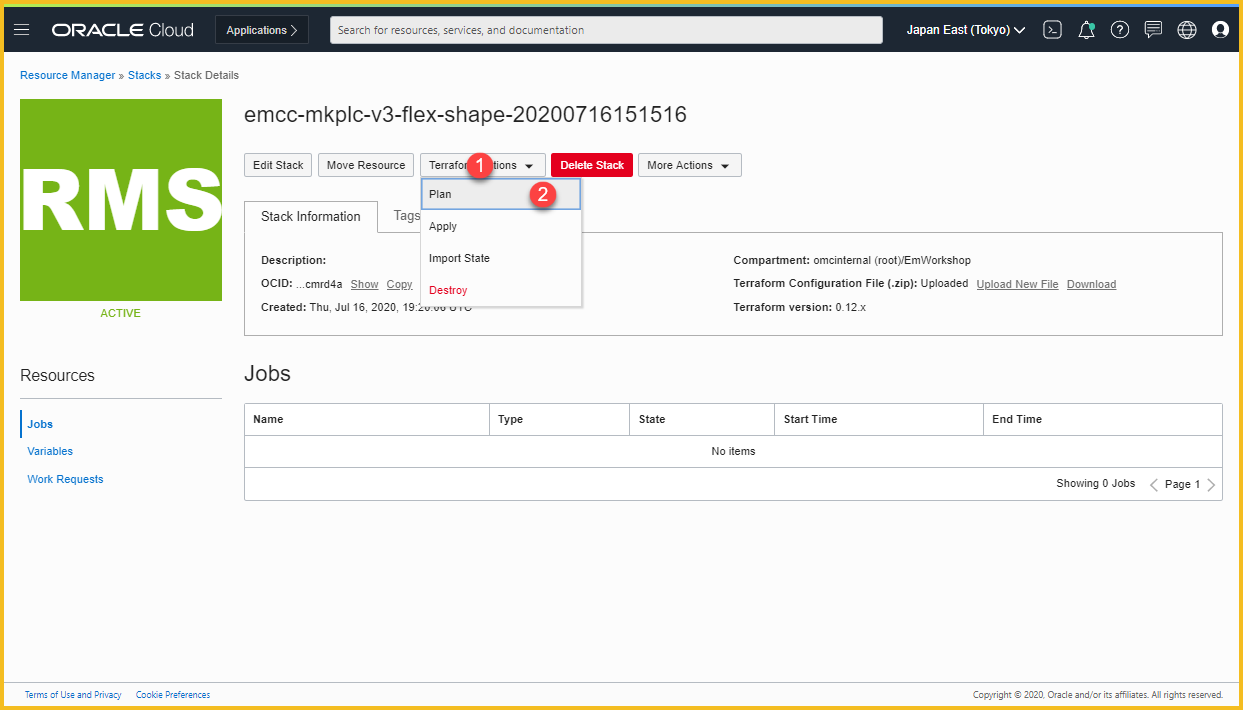 ORACLE Cloud
Applications
Search for resources, services, and documentation
Japan East (Tokyo)
Resource Manager » Stacks » Stack Details
RMS
ACTIVE
emcc-mkplc-v3-flex-shape-20200716151516
Edit Stack
Move Resource
Terrafor 1 tions
Delete Stack
More Actions
Plan 2
Apply
Import State
Destroy
Stack Information
Tags
Description:
OCID: ...cmrd4a Show Copy
Created: Thu, Jul 16, 2020, 19:20:00 UTC
Compartment: omcinternal (root)/EmWorkshop
Terraform Configuration File (.zip): Uploaded Upload New File Download
Terraform version: 0.12.x
Resources
Jobs
Variables
Work Requests
Jobs
Name Type State Start Time End Time
No items
Showing 0 Jobs Page 1
Terms of Use and Privacy Cookie Preferences
Copyright © 2020, Oracle and/or its affiliates. All rights reserved.